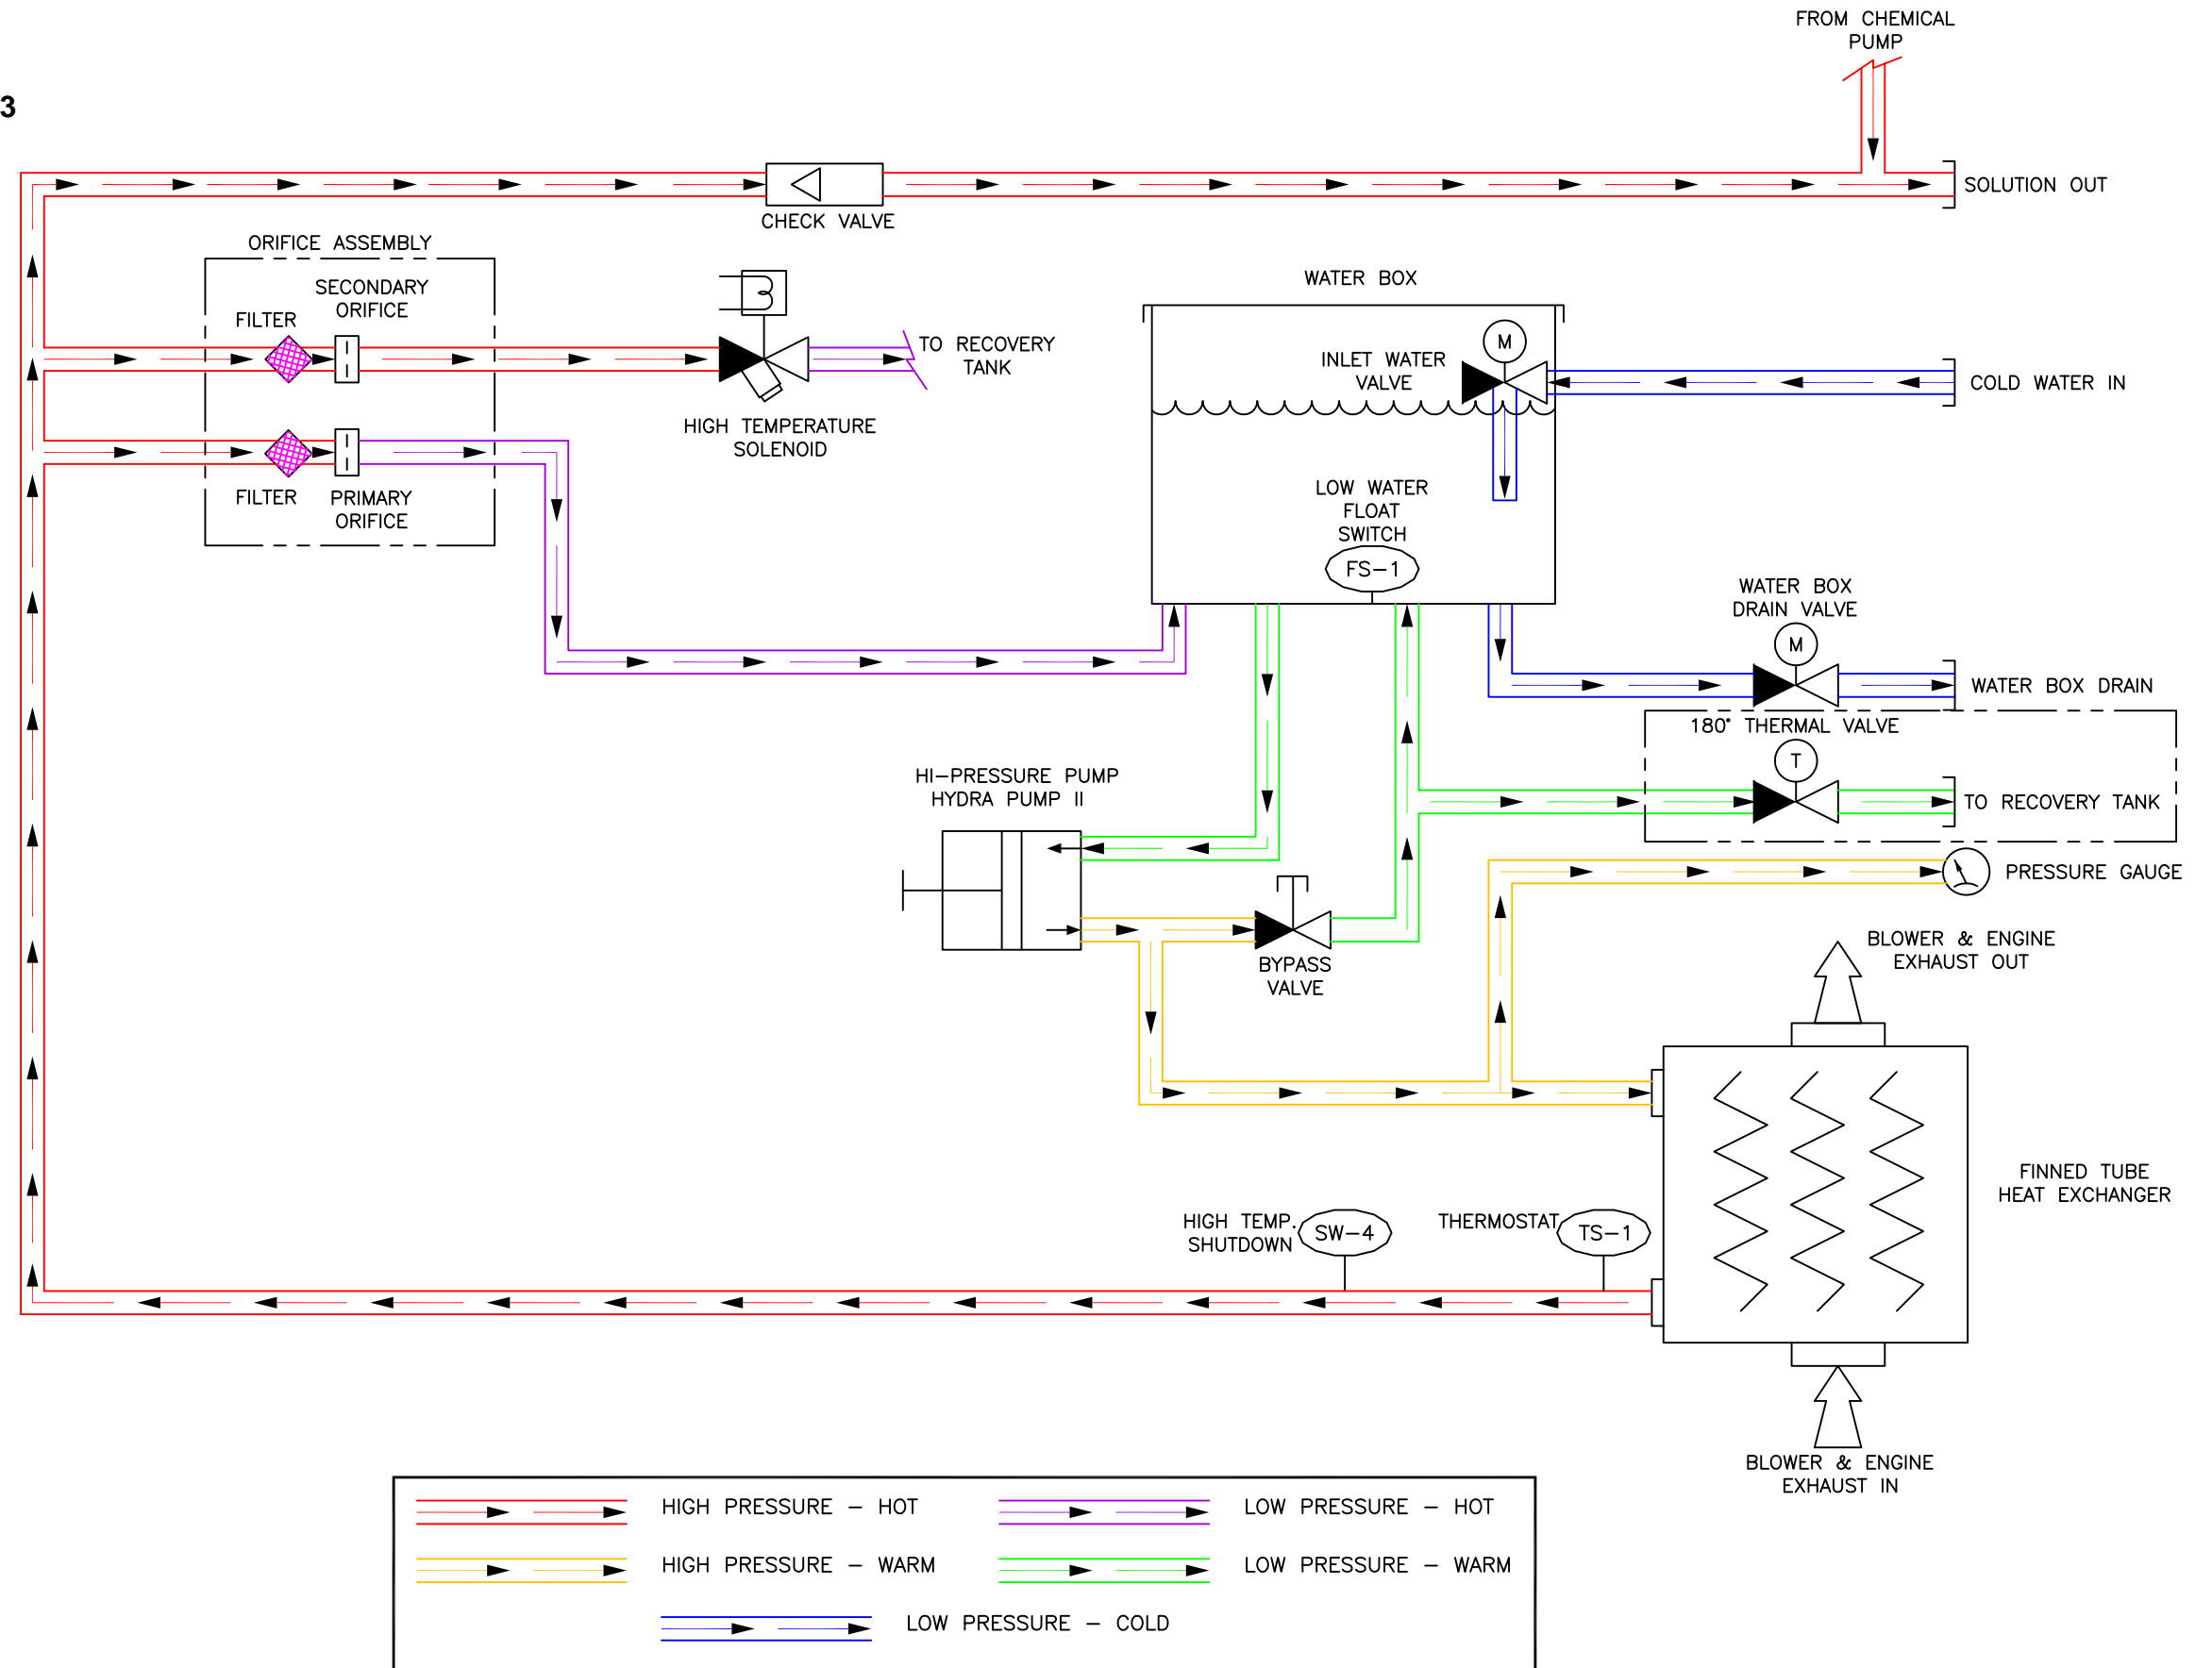 FROM CHEMICAL
PUMP
3
SOLUTION OUT
CHECK VALVE
ORIFICE ASSEMBLY
SECONDARY
ORIFICE
FILTER
WATER BOX
TO RECOVERY
TANK
INLET WATER
VALVE
M
COLD WATER IN
HIGH TEMPERATURE
SOLENOID
FILTER
PRIMARY
ORIFICE
LOW WATER
FLOAT
SWITCH
FS-1
WATER BOX
DRAIN VALVE
M
WATER BOX DRAIN
180° THERMAL VALVE
T
TO RECOVERY TANK
HI-PRESSURE PUMP
HYDRA PUMP II
PRESSURE GAUGE
BYPASS
VALVE
BLOWER & ENGINE
EXHAUST OUT
FINNED TUBE
HEAT EXCHANGER
HIGH TEMP.
SHUTDOWN
SW-4
THERMOSTAT
TS-1
BLOWER & ENGINE
EXHAUST IN
HIGH PRESSURE - HOT
LOW PRESSURE - HOT
HIGH PRESSURE - WARM
LOW PRESSURE - WARM
LOW PRESSURE - COLD